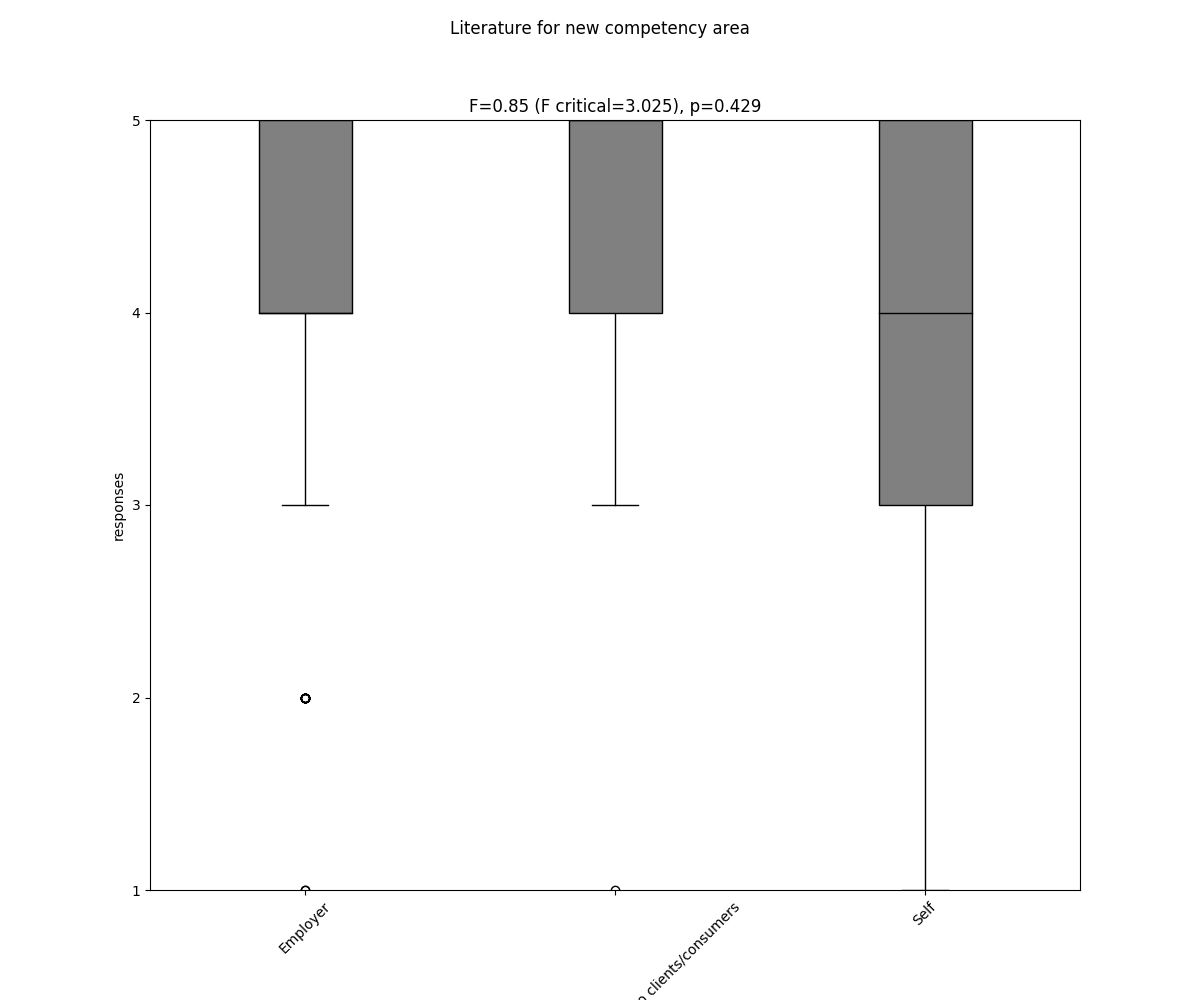 Literature for new competency area
F=0.85 (F critical=3.025), p=0.429
5
4
3
2
1
responses
Employer
clients/consumers
Self